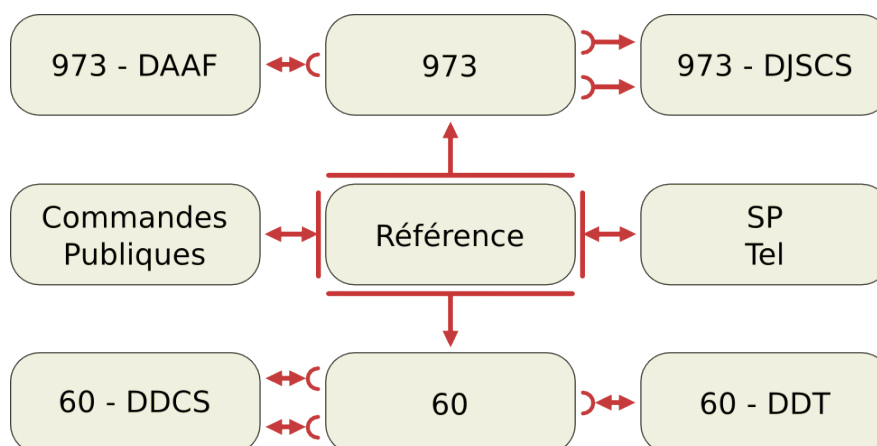 973 - DAAF
973
973 - DJSCS
Commandes
Publiques
Référence
SP
Tel
60 - DDCS
60
60 - DDT